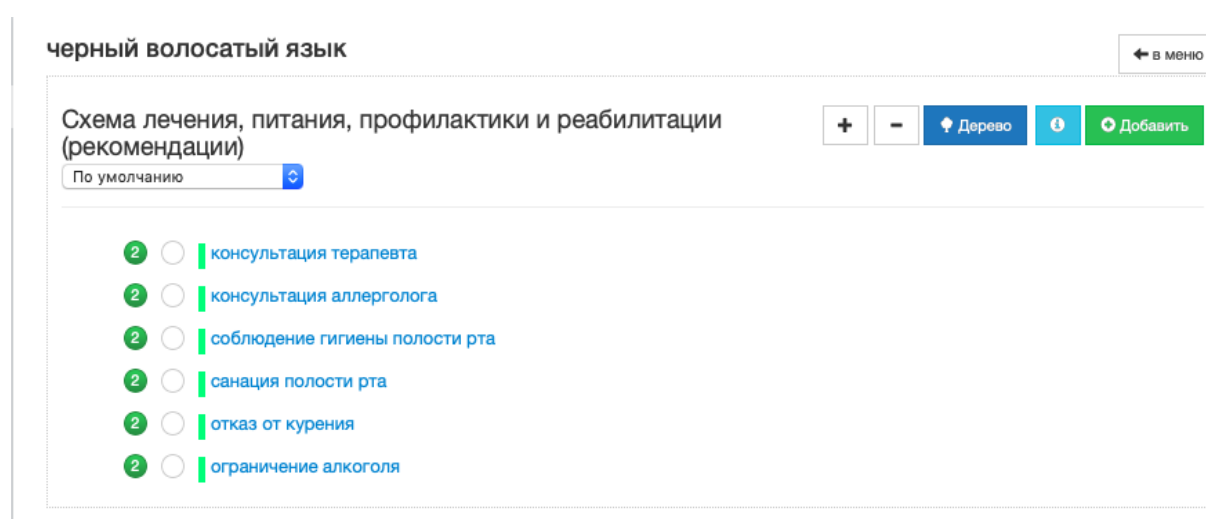 черный волосатый язык
в меню
Схема лечения, питания, профилактики и реабилитации
(рекомендации)
+ − Дерево Добавить
По умолчанию
2 консультация терапевта
2 консультация аллерголога
2 соблюдение гигиены полости рта
2 санация полости рта
2 отказ от курения
2 ограничение алкоголя